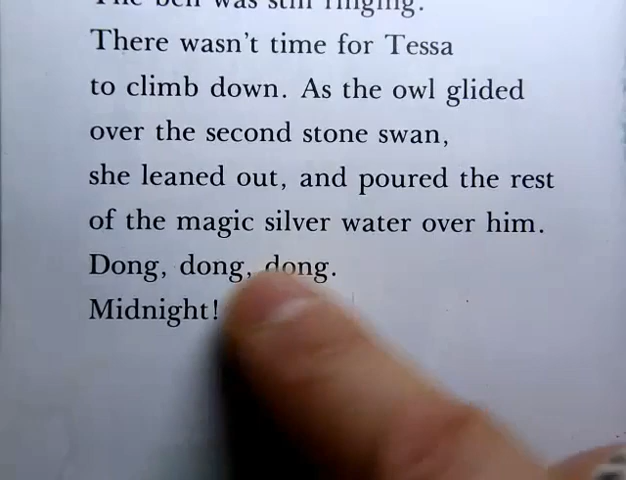 The bell was still ringing.
There wasn't time for Tessa
to climb down. As the owl glided
over the second stone swan,
she leaned out, and poured the rest
of the magic silver water over him.
Dong, dong, dong.
Midnight!